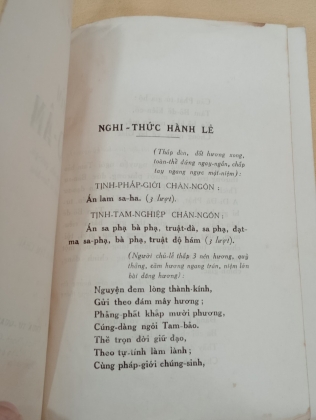 ÂN
NGHI-THỨC HÀNH LỄ
(Thắp đèn, đốt hương xong,
toàn-thể đứng ngay-ngắn, chắp
tay ngang ngực mật-niệm) :
TỊNH-PHÁP-GIỚI CHÂN-NGÔN :
Án lam sa-ha. (3 lượt).
TỊNH-TAM-NGHIỆP CHÂN-NGÔN :
Án sa phạ bà phạ, truật-đà, sa phạ, đạt-
ma sa-phạ, bà phạ, truật độ hám (3 lượt).
(Người chủ-lễ thắp 3 nén hương, quỳ
thẳng, cầm hương ngang trán, niệm lớn
bài dâng hương) :
Nguyện đem lòng thành-kính,
Gửi theo đám mây hương ;
Phảng-phất khắp mười phương,
Cúng-dàng ngôi Tam-bảo.
Thề trọn đời giữ đạo,
Theo tự-tính làm lành ;
Cùng pháp-giới chúng-sinh,